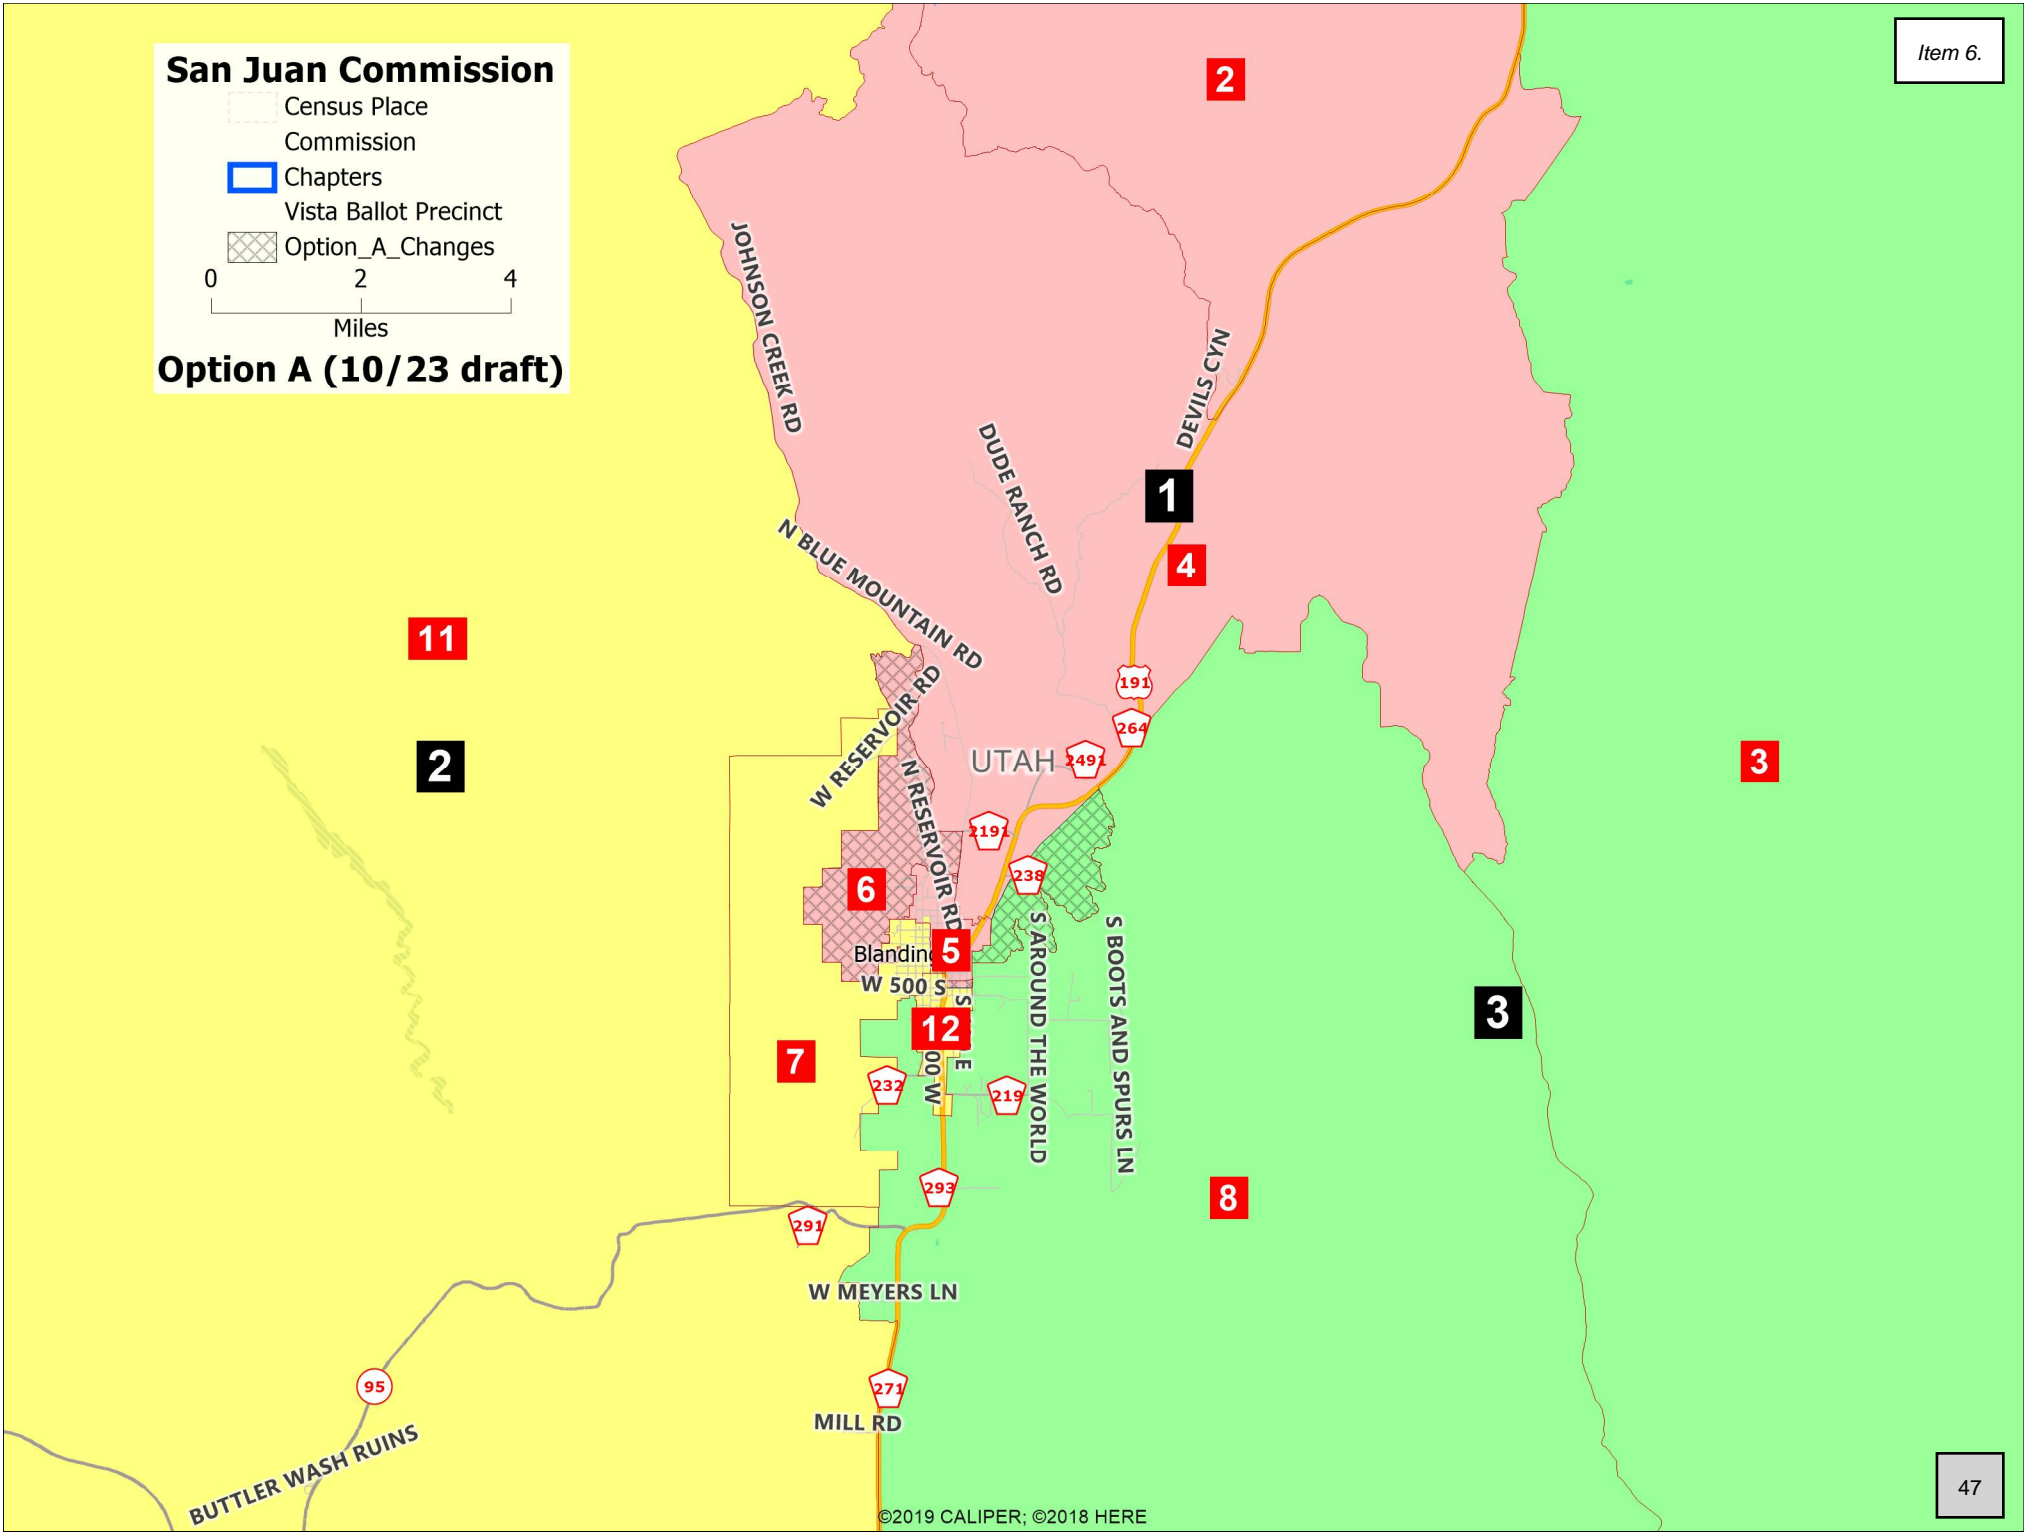 San Juan Commission
Census Place
Commission
Chapters
Vista Ballot Precinct
Option_A_Changes
0 2 4
Miles
Option A (10/23 draft)
Item 6.
2
JOHNSON CREEK RD
DEVILS CYN
DUDE RANCH RD
1
4
N BLUE MOUNTAIN RD
11
W RESERVOIR RD
191
264
UTAH
2491
2
3
N RESERVOIR RD
2191
238
6
5
Blanding
W 500 S
S AROUND THE WORLD
S BOOTS AND SPURS LN
3
12
S
E
00 W
7
232
219
293
8
291
W MEYERS LN
95
271
MILL RD
BUTTLER WASH RUINS
47
©2019 CALIPER; ©2018 HERE